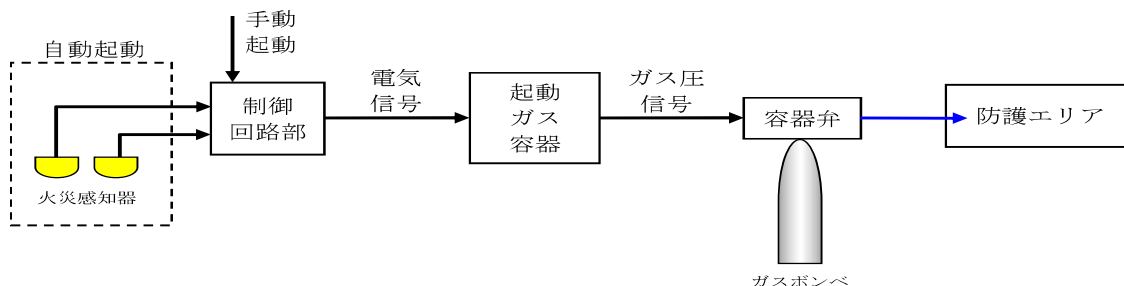 手動
起動
自動起動
制御
回路部
火災感知器
電気
信号
起動
ガス
容器
ガス圧
信号
容器弁
ガスボンベ
防護エリア